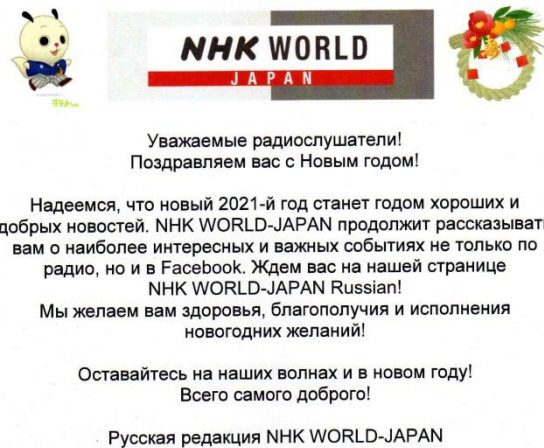 NHK WORLD
JAPAN
Уважаемые радиослушатели!
Поздравляем вас с Новым годом!
Надеемся, что новый 2021-й год станет годом хороших и
добрых новостей. NHK WORLD-JAPAN продолжит рассказыват
вам о наиболее интересных и важных событиях не только по
радио, но и в Facebook. Ждем вас на нашей странице
NHK WORLD-JAPAN Russian!
Мы желаем вам здоровья, благополучия и исполнения
новогодних желаний!
Оставайтесь на наших волнах и в новом году!
Всего самого доброго!
Русская редакция NHK WORLD-JAPAN